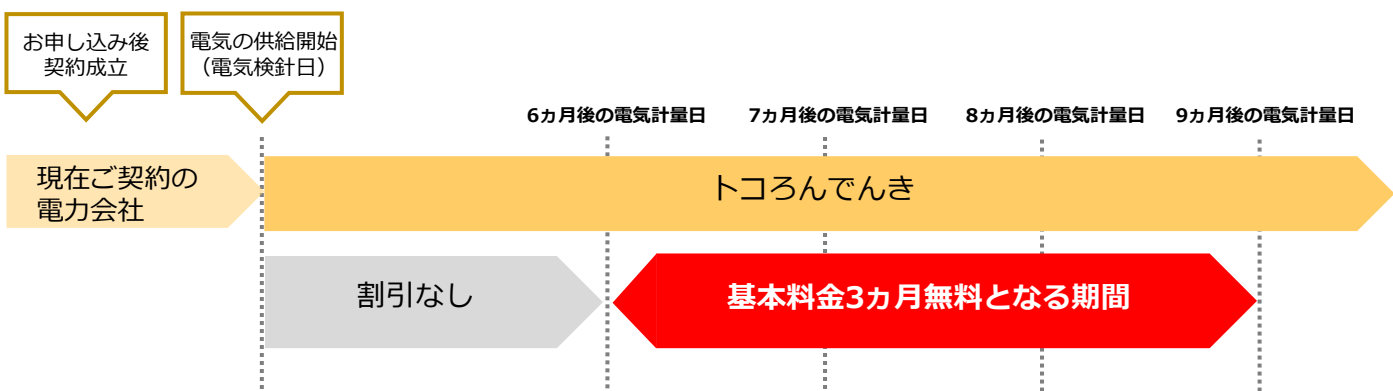 お申し込み後
契約成立
電気の供給開始
（電気検針日）
6ヵ月後の電気計量日
7ヵ月後の電気計量日
8ヵ月後の電気計量日
9ヵ月後の電気計量日
現在ご契約の
電力会社
トコろんでんき
割引なし
基本料金3ヵ月無料となる期間